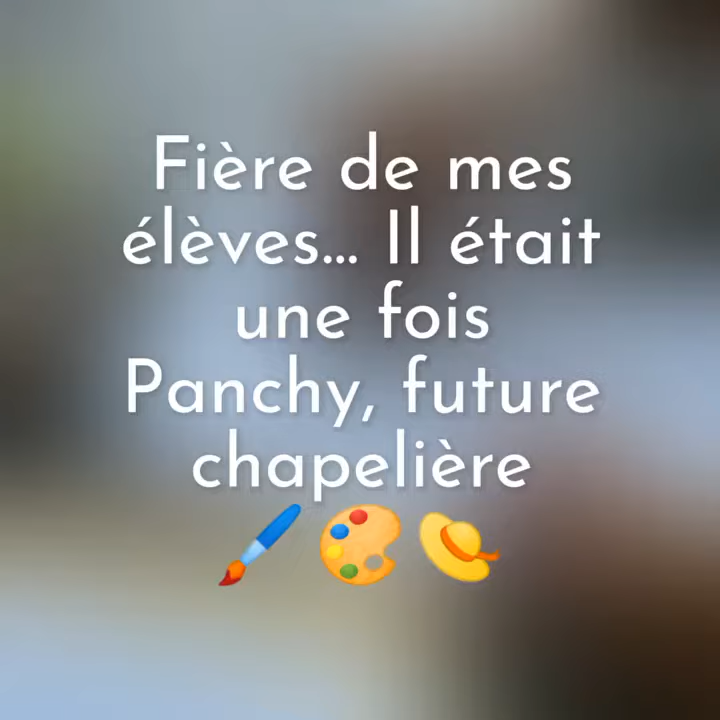 Fière de mes
élèves... Il était
une fois
Panchy, future
chapelière
🖌️ 🎨 👒